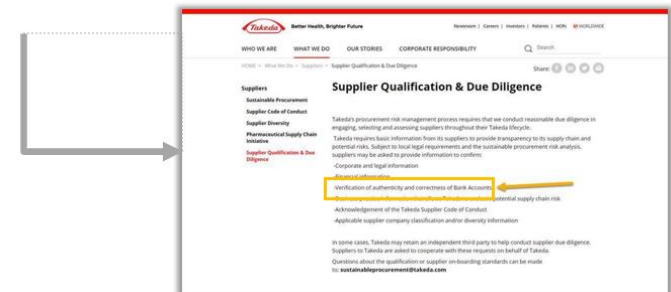 Takeda
Better Health, Brighter Future
Newsroom | Careers | Investors | Patients | HCPs WORLDWIDE
WHO WE ARE WHAT WE DO OUR STORIES CORPORATE RESPONSIBILITY Search
HOME > What We Do > Suppliers > Supplier Qualification & Due Diligence
Share:
Suppliers
Sustainable Procurement
Supplier Code of Conduct
Supplier Diversity
Pharmaceutical Supply Chain
Initiative
Supplier Qualification & Due
Diligence
Supplier Qualification & Due Diligence
Takeda's procurement risk management process requires that we conduct reasonable due diligence in
engaging, selecting and assessing suppliers throughout their Takeda lifecycle.
Takeda requires basic information from its suppliers to provide transparency to its supply chain and
potential risks. Subject to local legal requirements and the sustainable procurement risk analysis,
suppliers may be asked to provide information to confirm:
-Corporate and legal information
-Financial information
-Verification of authenticity and correctness of Bank Accounts
potential supply chain risk
-Acknowledgement of the Takeda Supplier Code of Conduct
-Applicable supplier company classification and/or diversity information
In some cases, Takeda may retain an independent third party to help conduct supplier due diligence.
Suppliers to Takeda are asked to cooperate with these requests on behalf of Takeda.
Questions about the qualification or supplier on-boarding standards can be made
to: sustainableprocurement@takeda.com